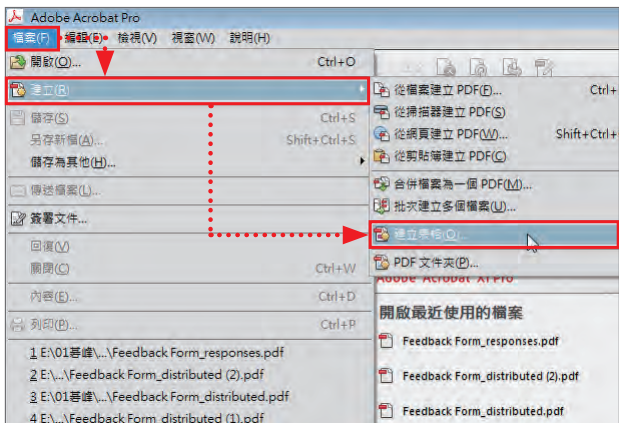 Adobe Acrobat Pro
檔案(F) 編輯(E) 檢視(V) 視窗(W) 說明(H)
開啟(O)... Ctrl+O
建立(R)
儲存(S) Ctrl+S
另存新檔(A)... Shift+Ctrl+S
儲存為其他(H)...
傳送檔案(L)...
簽署文件...
回復(V)
關閉(C) Ctrl+W
內容(E)... Ctrl+D
列印(P)... Ctrl+P
1 E:\01碁峰\...\Feedback Form_responses.pdf
2 E:\...\Feedback Form_distributed (2).pdf
3 E:\01碁峰\...\Feedback Form_distributed.pdf
4 E:\...\Feedback Form_distributed (1).pdf
從檔案建立 PDF(F)... Ctrl+
從掃描器建立 PDF(S)
從網頁建立 PDF(W)... Shift+Ctrl+
從剪貼簿建立 PDF(C)
合併檔案為一個 PDF(M)...
批次建立多個檔案(U)...
建立表格(O)...
PDF 文件夾(P)...
Adobe Acrobat XI Pro
開啟最近使用的檔案
Feedback Form_responses.pdf
Feedback Form_distributed (2).pdf
Feedback Form_distributed.pdf